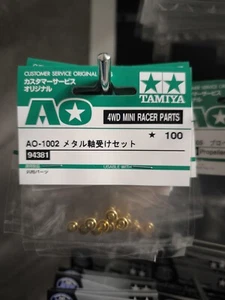 CUSTOMER SERVICE ORIGINAL
カスタマーサービス
オリジナル
AO
TAMIYA
4WD MINI RACER PARTS
★ 100
AO-1002 メタル軸受けセット
94381